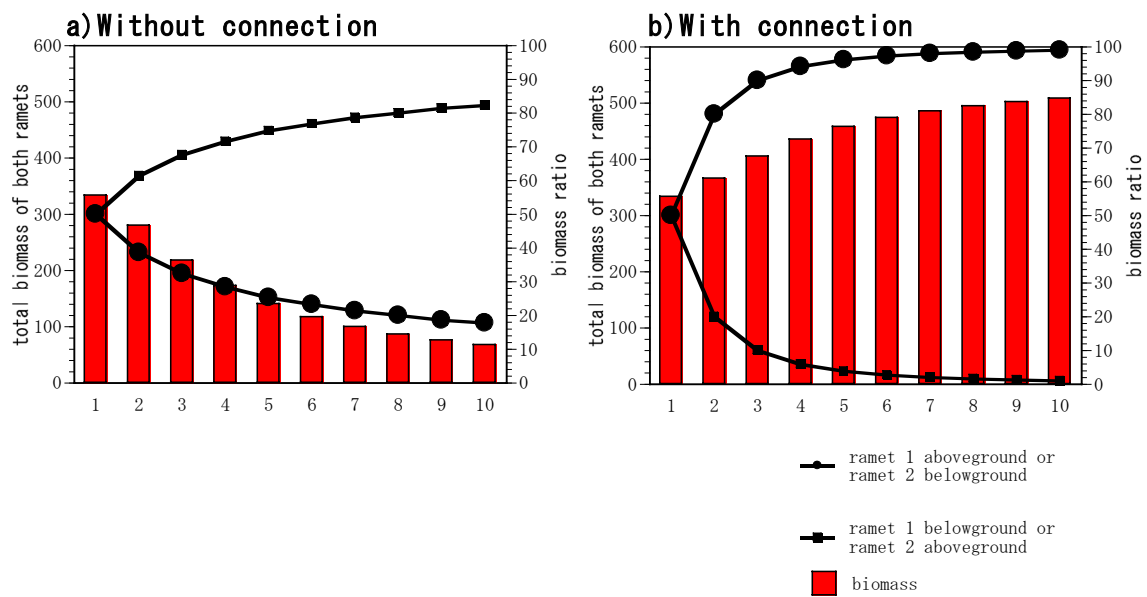 a)Without connection
total biomass of both ramets
600
500
400
300
200
100
0
100
90
80
70
60
50
40
30
20
10
0
biomass ratio
1 2 3 4 5 6 7 8 9 10
b)With connection
total biomass of both ramets
600
500
400
300
200
100
0
100
90
80
70
60
50
40
30
20
10
0
biomass ratio
1 2 3 4 5 6 7 8 9 10
ramet 1 aboveground or
ramet 2 belowground
ramet 1 belowground or
ramet 2 aboveground
biomass